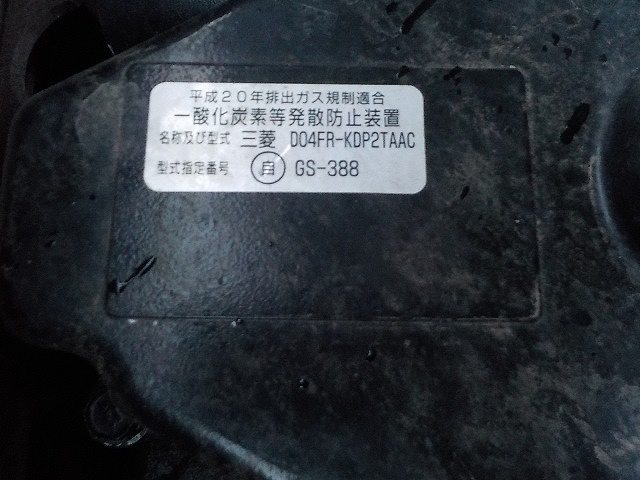 平成20年排出ガス規制適合
一酸化炭素等発散防止装置
名称及び型式 三菱 D04FR-KDP2TAAC
型式指定番号 自 GS-388